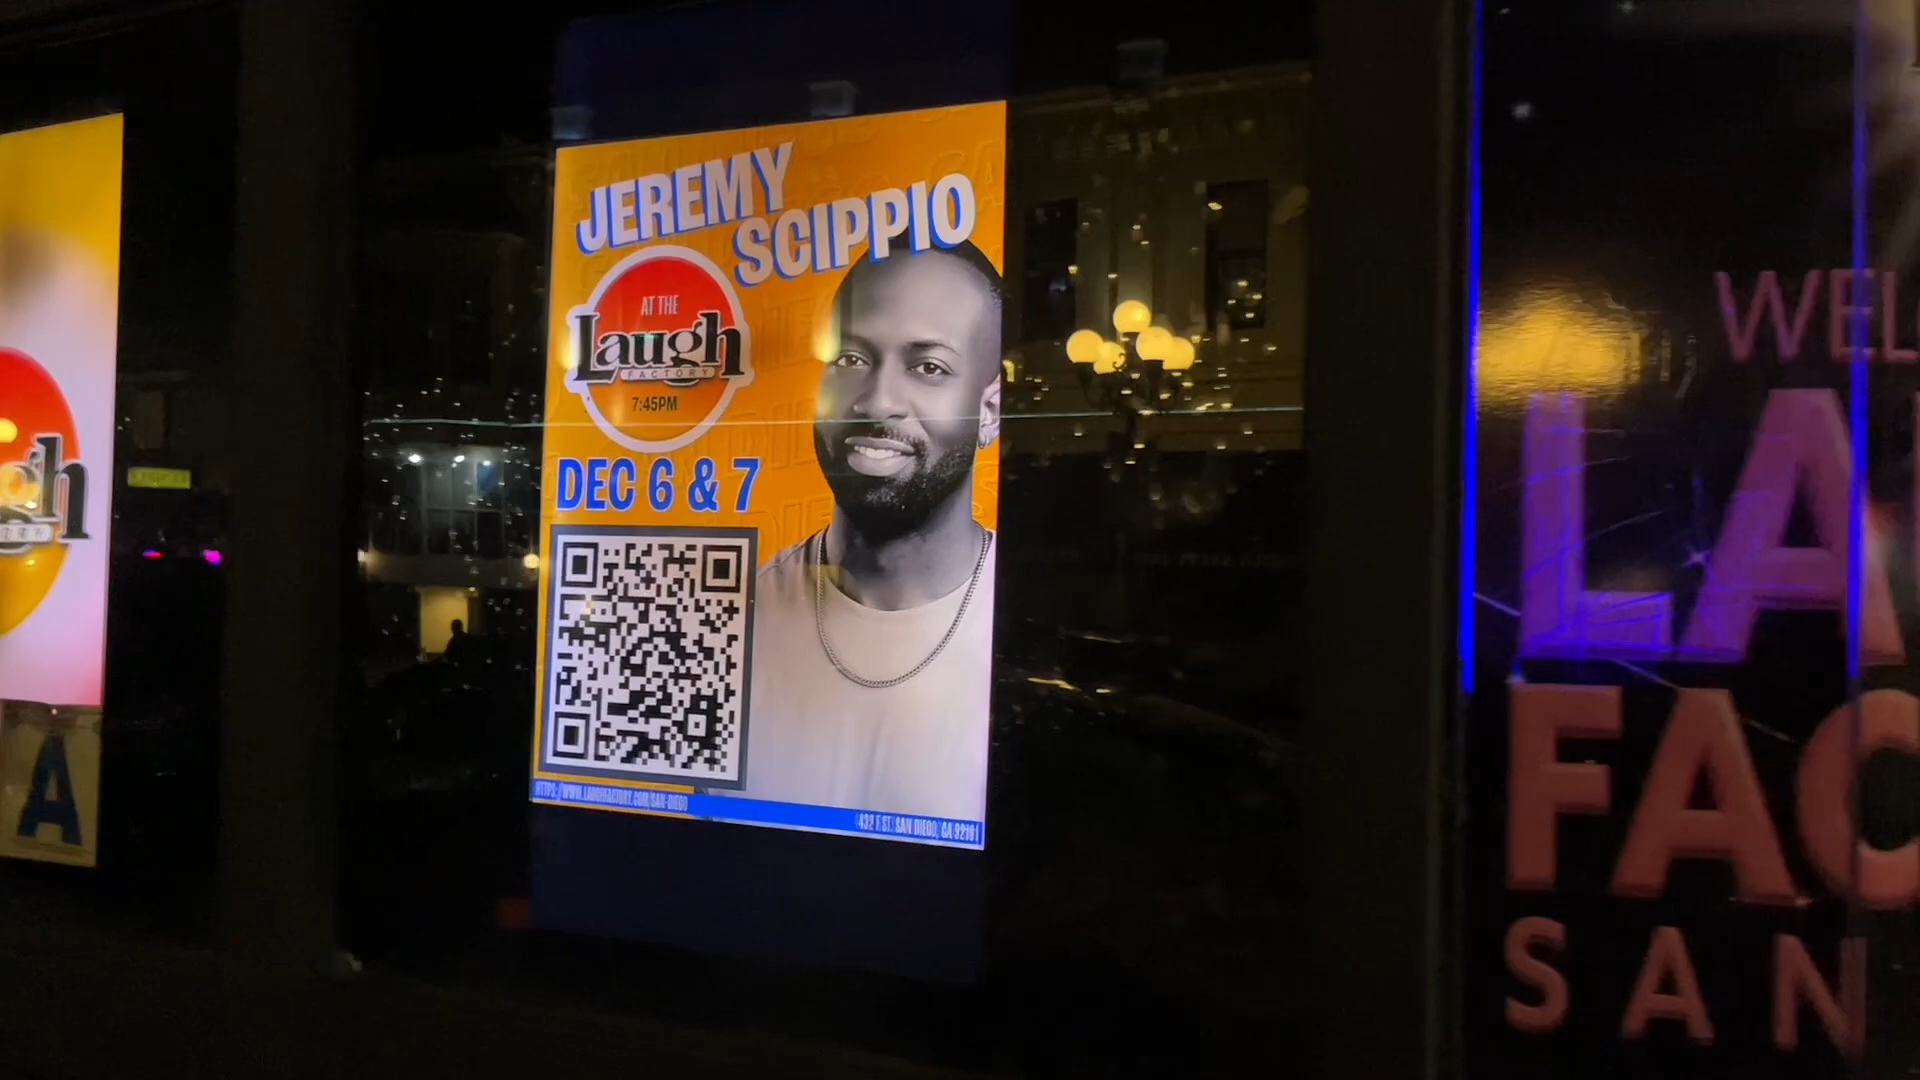 JEREMY
SCIPPIO
AT THE
Laugh
FACTORY
7:45PM
DEC 6 & 7
HTTPS://WWW.LAUGHFACTORY.COM/SAN-DIEGO
432 F ST. SAN DIEGO, CA 92101
A
WEL
LA
FAC
SAN